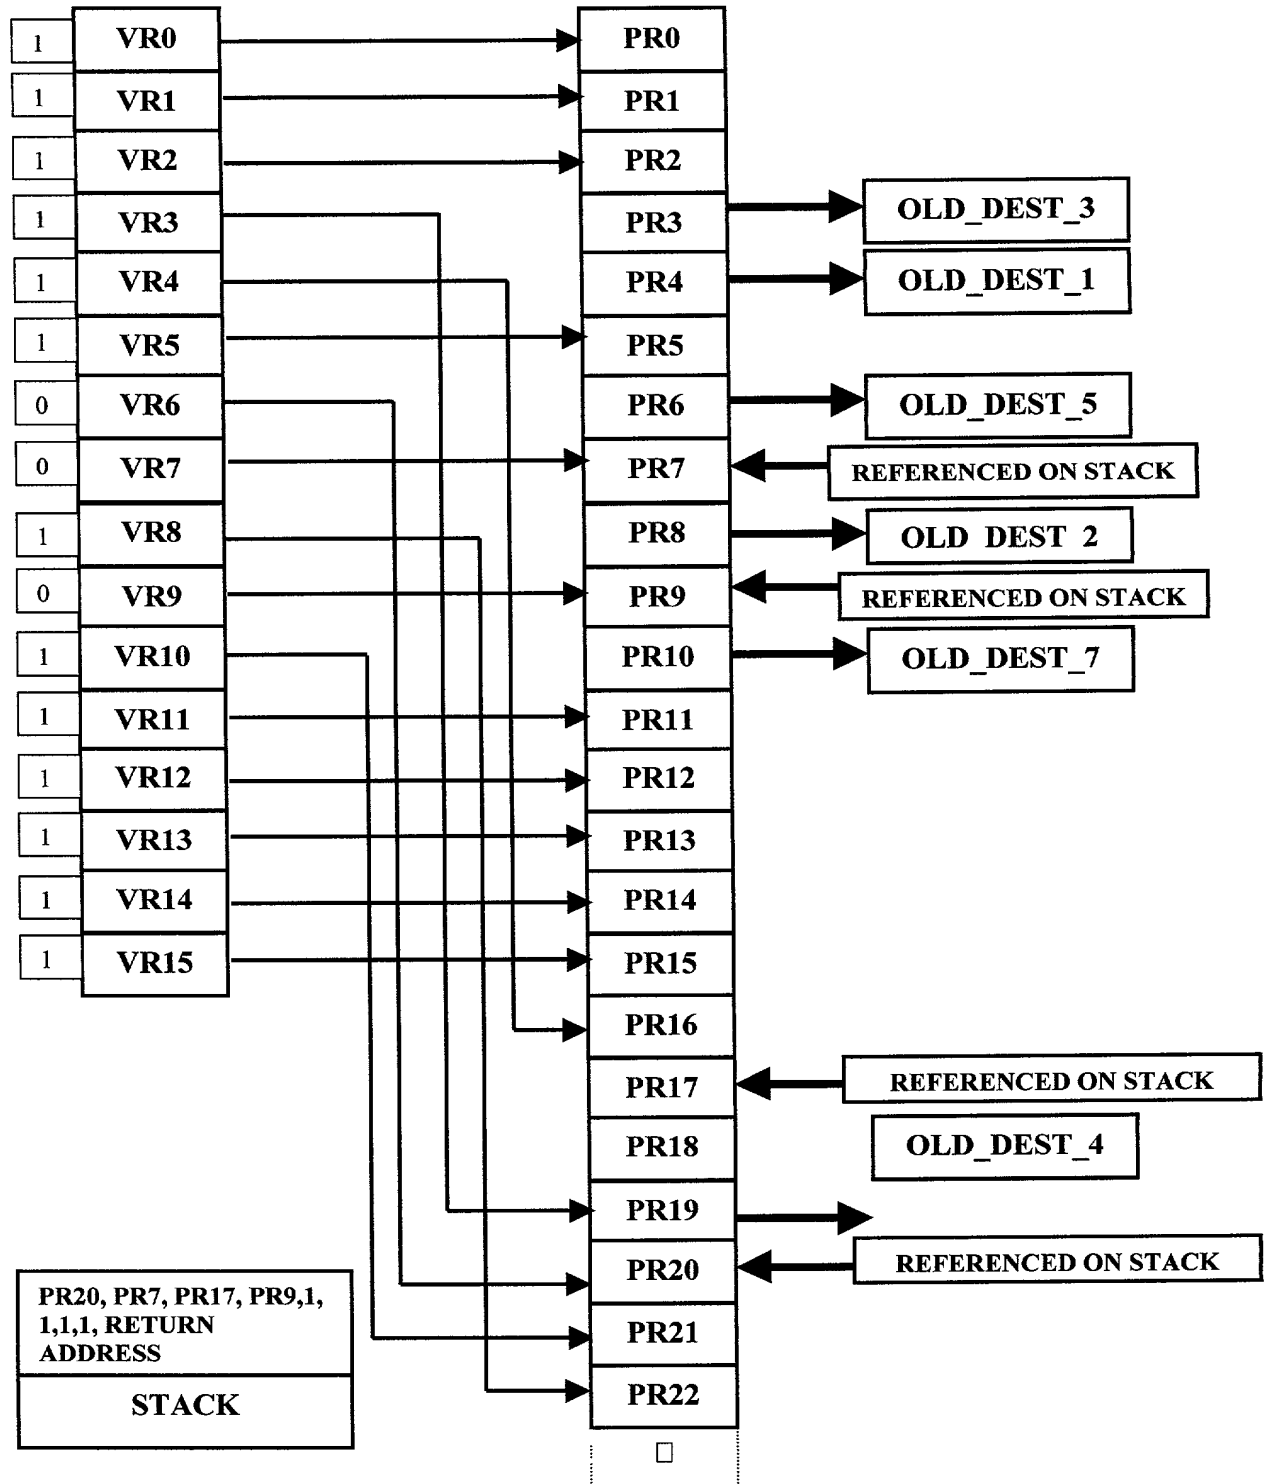 1 VR0 PR0
1 VR1 PR1
1 VR2 PR2
1 VR3 PR3 OLD_DEST_3
1 VR4 PR4 OLD_DEST_1
1 VR5 PR5
0 VR6 PR6 OLD_DEST_5
0 VR7 PR7 REFERENCED ON STACK
1 VR8 PR8 OLD DEST 2
0 VR9 PR9 REFERENCED ON STACK
1 VR10 PR10 OLD_DEST_7
1 VR11 PR11
1 VR12 PR12
1 VR13 PR13
1 VR14 PR14
1 VR15 PR15
PR16
PR17 REFERENCED ON STACK
PR18 OLD_DEST_4
PR19
PR20 REFERENCED ON STACK
PR21
PR22
PR20, PR7, PR17, PR9,1,
1,1,1, RETURN
ADDRESS
STACK